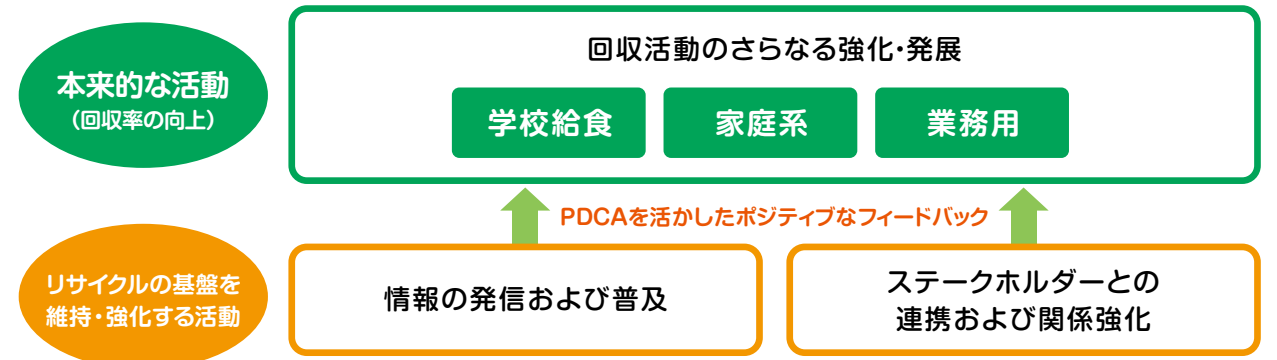 本来的な活動
(回収率の向上)
回収活動のさらなる強化・発展
学校給食
家庭系
業務用
PDCAを活かしたポジティブなフィードバック
リサイクルの基盤を
維持・強化する活動
情報の発信および普及
ステークホルダーとの
連携および関係強化